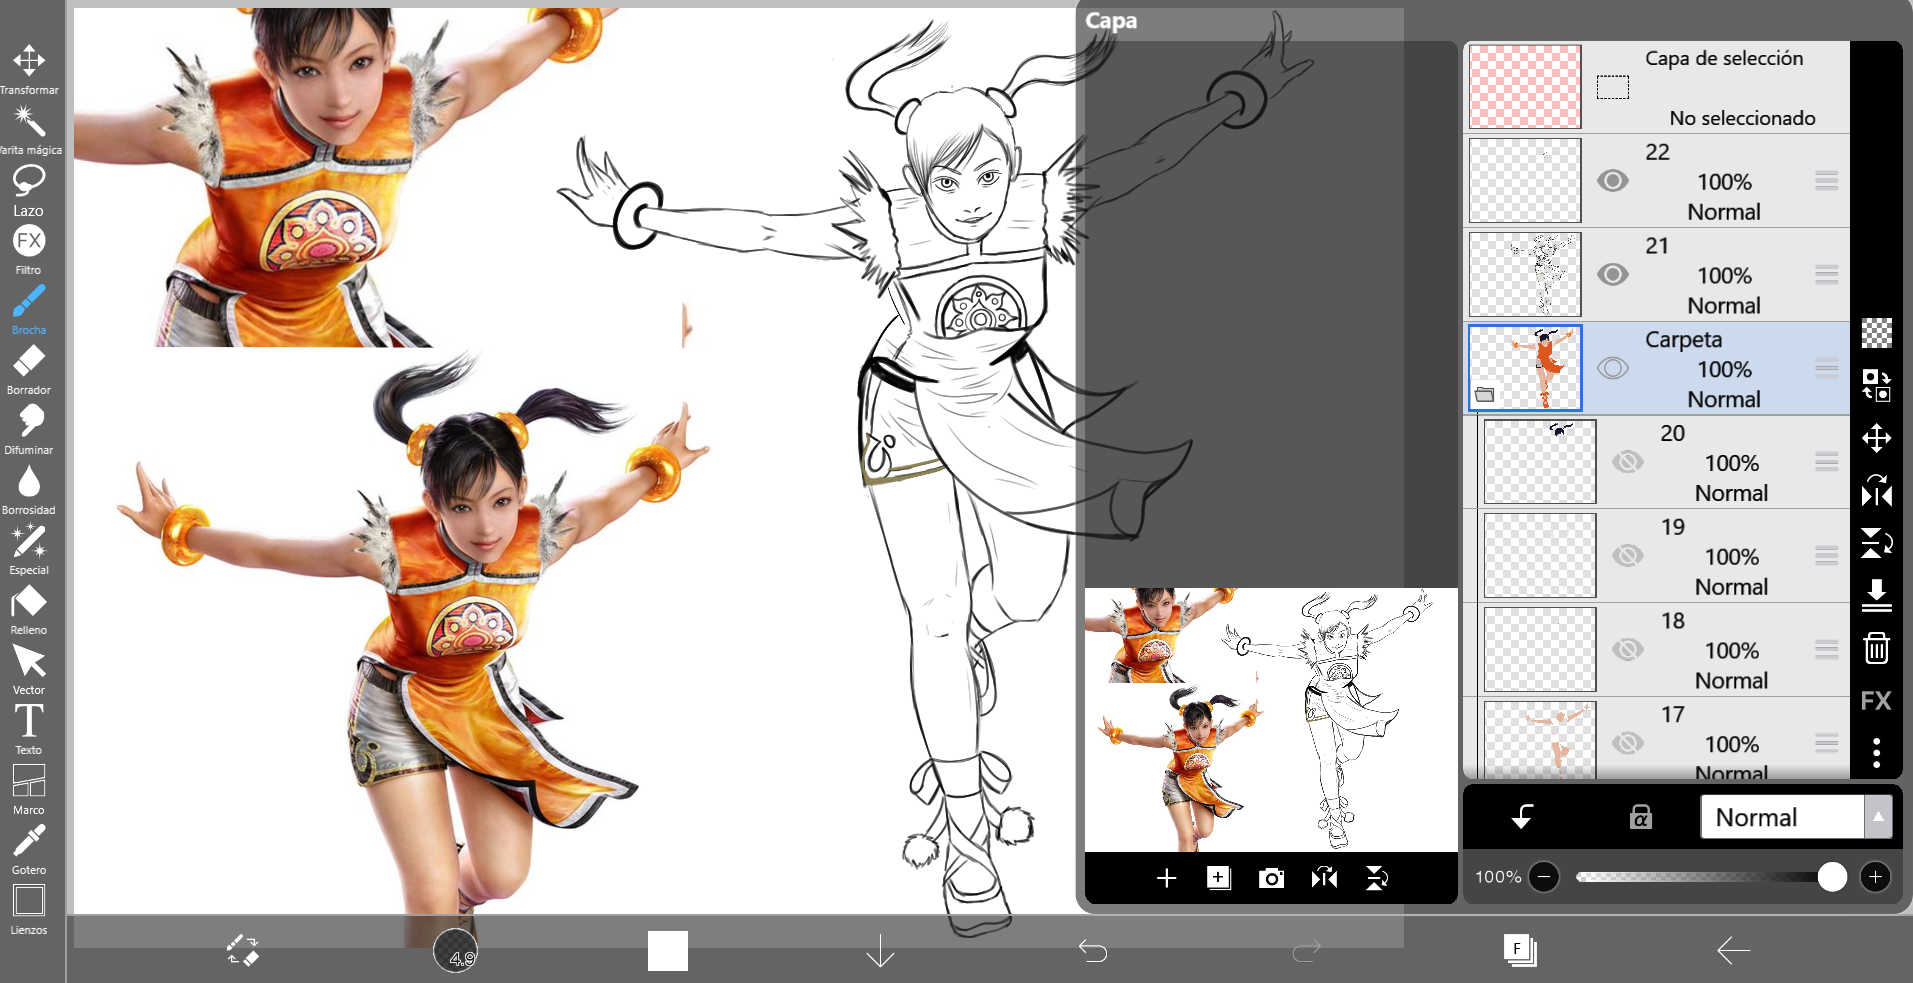 Capa
Transformar
Varita mágica
Lazo
FX
Filtro
Brocha
Borrador
Difuminar
Borrosidad
Especial
Relleno
Vector
T
Texto
Marco
Gotero
Lienzos
Capa de selección
No seleccionado
22
100%
Normal
21
100%
Normal
Carpeta
100%
Normal
20
100%
Normal
19
100%
Normal
18
100%
Normal
17
100%
Normal
FX
α
Normal
100%
4.9
F